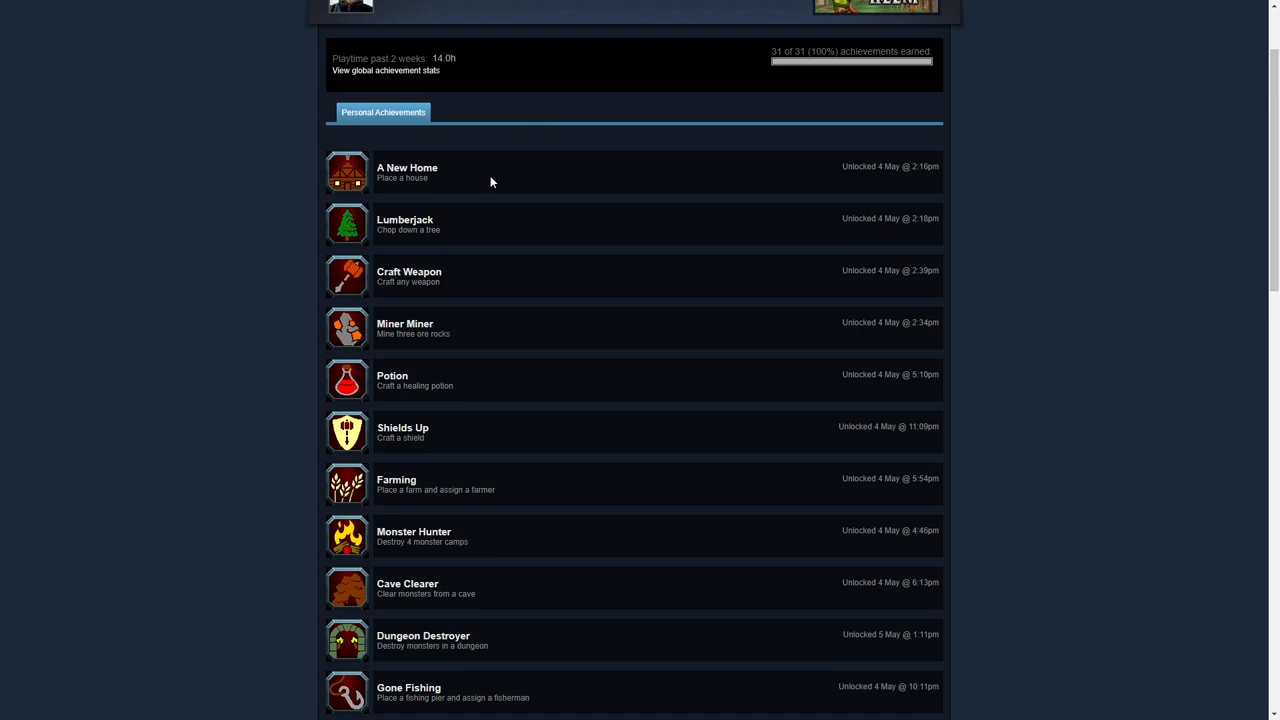 HELM
Playtime past 2 weeks: 14.0h
View global achievement stats
31 of 31 (100%) achievements earned:
Personal Achievements
A New Home
Place a house
Unlocked 4 May @ 2:16pm
Lumberjack
Chop down a tree
Unlocked 4 May @ 2:18pm
Craft Weapon
Craft any weapon
Unlocked 4 May @ 2:39pm
Miner Miner
Mine three ore rocks
Unlocked 4 May @ 2:34pm
Potion
Craft a healing potion
Unlocked 4 May @ 5:10pm
Shields Up
Craft a shield
Unlocked 4 May @ 11:09pm
Farming
Place a farm and assign a farmer
Unlocked 4 May @ 5:54pm
Monster Hunter
Destroy 4 monster camps
Unlocked 4 May @ 4:46pm
Cave Clearer
Clear monsters from a cave
Unlocked 4 May @ 6:13pm
Dungeon Destroyer
Destroy monsters in a dungeon
Unlocked 5 May @ 1:11pm
Gone Fishing
Place a fishing pier and assign a fisherman
Unlocked 4 May @ 10:11pm